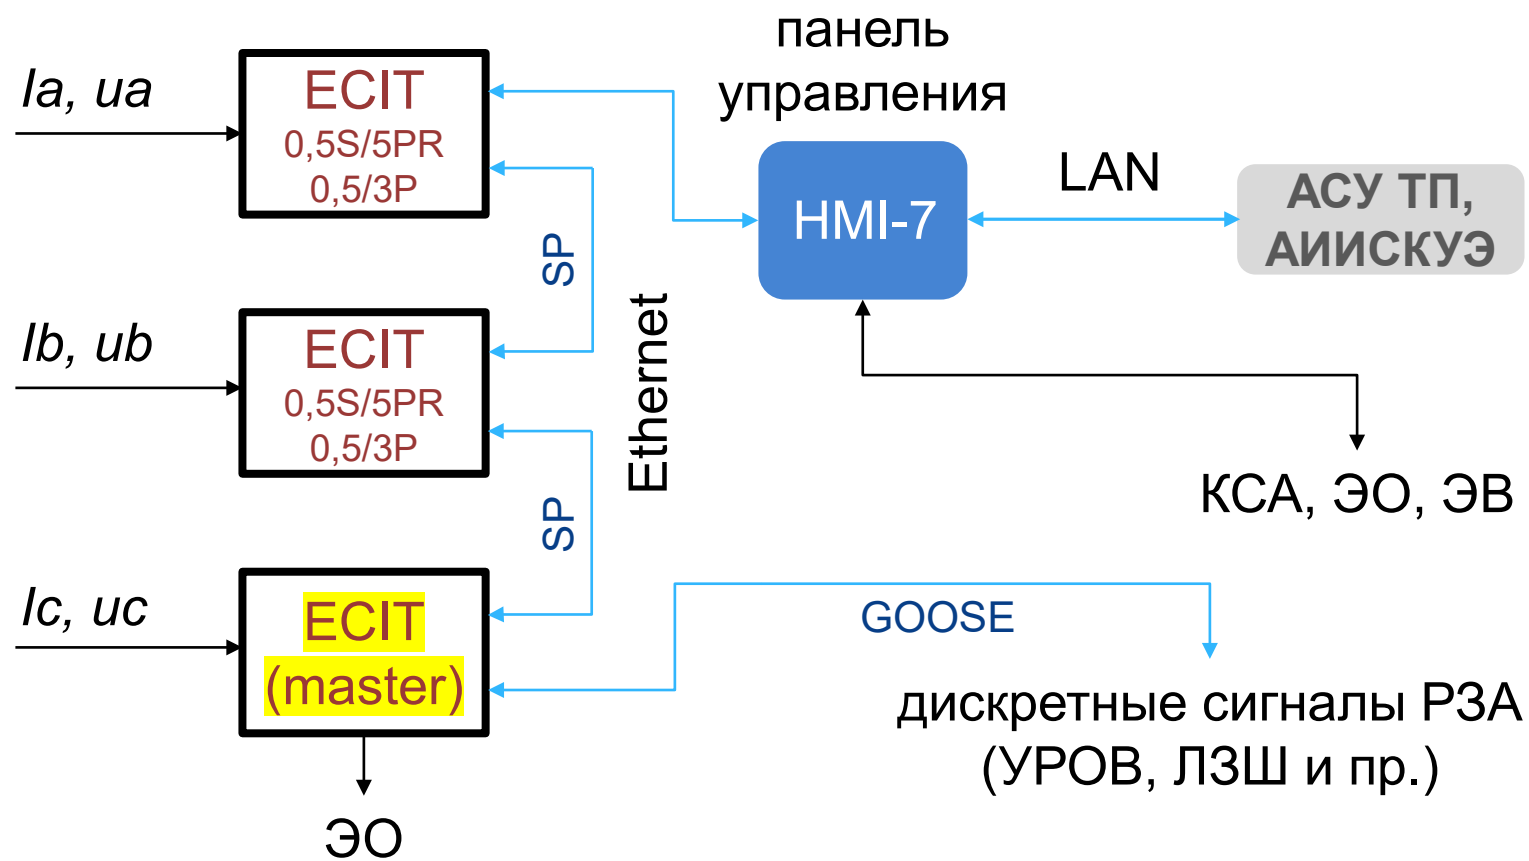 панель
управления
Ia, ua
ECIT
0,5S/5PR
0,5/3P
HMI-7
LAN
АСУ ТП,
АИИСКУЭ
SP
Ethernet
Ib, ub
ECIT
0,5S/5PR
0,5/3P
КСА, ЭО, ЭВ
SP
Ic, uc
ECIT
(master)
GOOSE
дискретные сигналы РЗА
(УРОВ, ЛЗШ и пр.)
ЭО